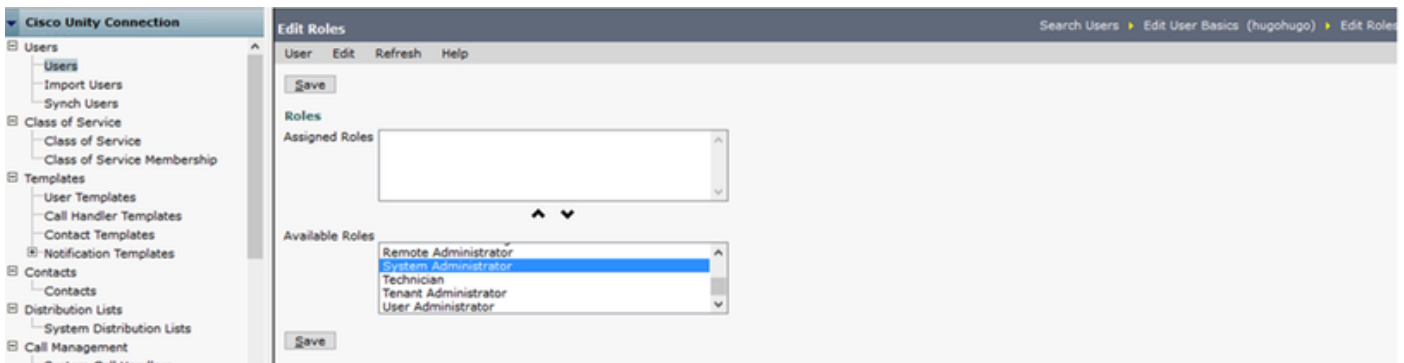 Cisco Unity Connection
Users
Users
Import Users
Synch Users
Class of Service
Class of Service
Class of Service Membership
Templates
User Templates
Call Handler Templates
Contact Templates
Notification Templates
Contacts
Contacts
Distribution Lists
System Distribution Lists
Call Management
Edit Roles
Search Users Edit User Basics (hugohugo) Edit Roles
User Edit Refresh Help
Save
Roles
Assigned Roles
Available Roles
Remote Administrator
System Administrator
Technician
Tenant Administrator
User Administrator
Save